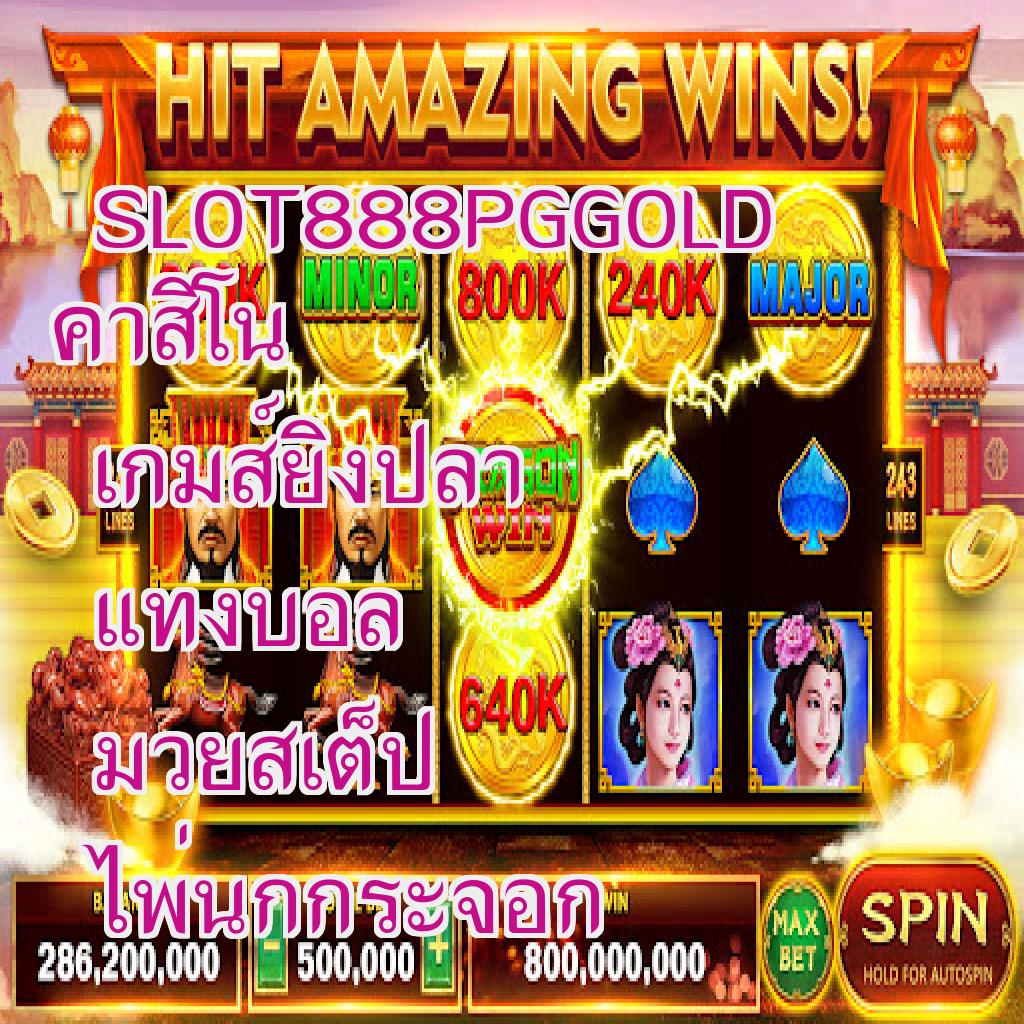 HIT AMAZING WINS!
SLOT888PGGOLD
MINOR 800K 240K MAJOR
คาสิโน
เกมส์ยิงปลา
WIN
243
LINES LINES
แทงบอล
640K
มวยสเต็ป
ไพ่นกกระจอก
WIN
286,200,000 - 500,000 + 800,000,000
MAX
BET
SPIN
HOLD FOR AUTOSPIN